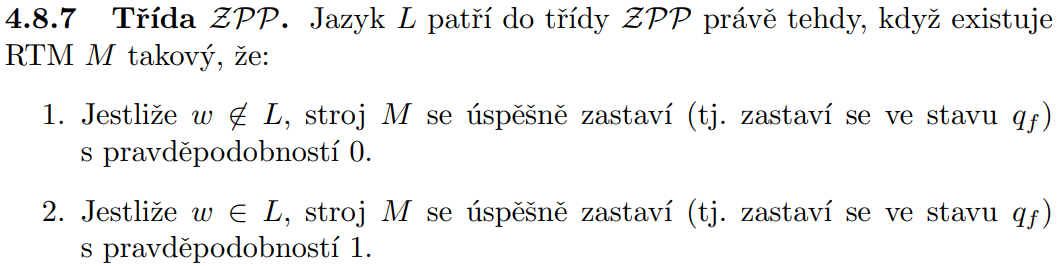 4.8.7 Třída 𝒵𝒫𝒫. Jazyk L patří do třídy 𝒵𝒫𝒫 právě tehdy, když existuje
RTM M takový, že:
1. Jestliže w ∉ L, stroj M se úspěšně zastaví (tj. zastaví se ve stavu q_f)
s pravděpodobností 0.
2. Jestliže w ∈ L, stroj M se úspěšně zastaví (tj. zastaví se ve stavu q_f)
s pravděpodobností 1.